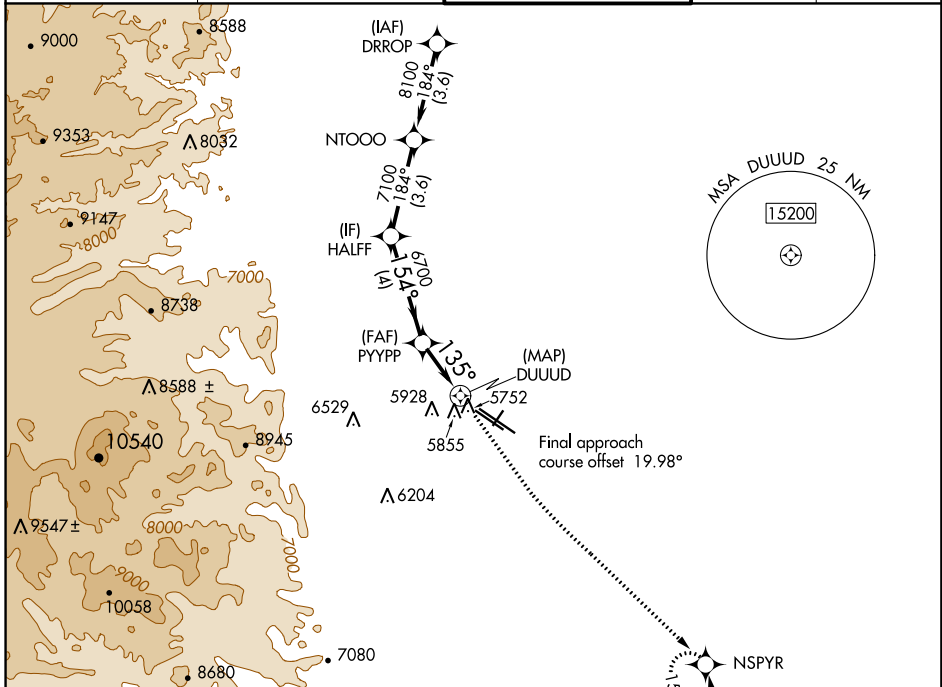 9000
8588
(IAF)
DRROP
8100
184°
(3.6)
9353
8032
NTOOO
MSA DUUUD 25 NM
15200
7100
184°
(3.6)
9147
8000
(IF)
HALFF
6700
154°
(4)
7000
8738
(FAF)
PYYPP
135°
(MAP)
DUUUD
8588 ±
6529
5928
5752
5855
10540
8945
Final approach
course offset 19.98°
6204
9547 ±
8000
7000
9000
10058
7080
8680
NSPYR